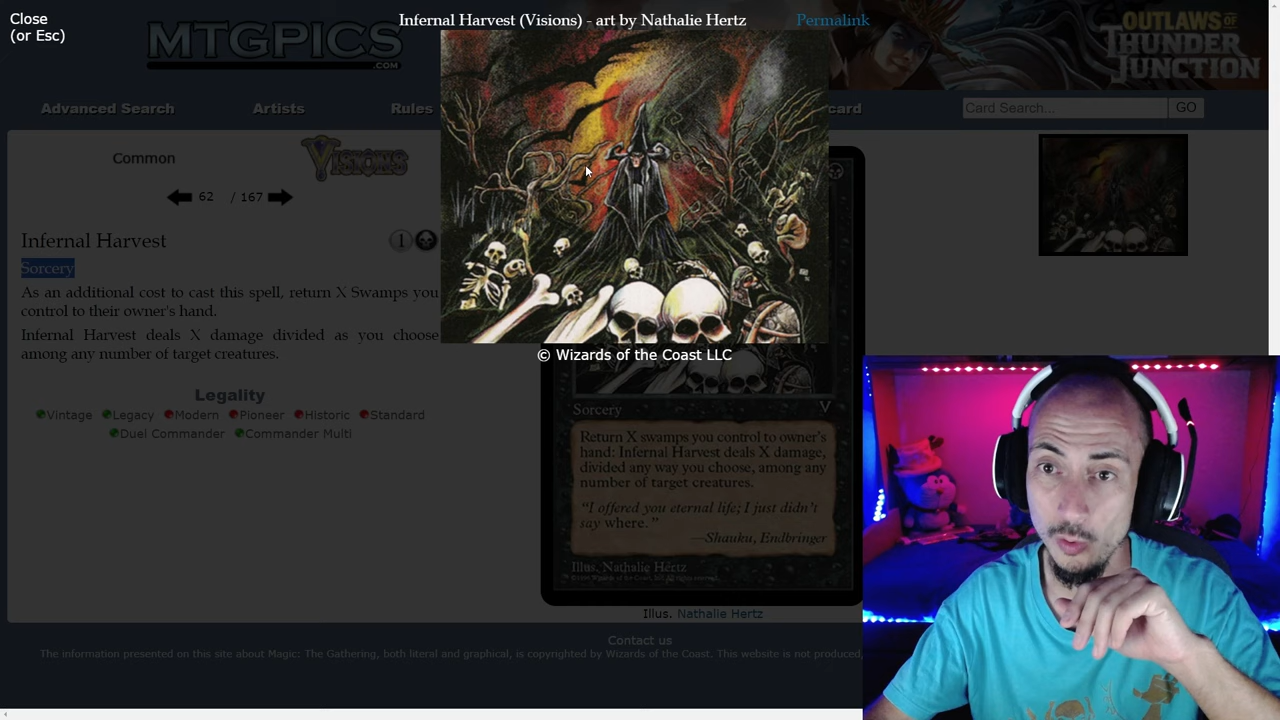 Close
(or Esc)
Infernal Harvest (Visions) - art by Nathalie Hertz
Permalink
MTGPICS
.COM
OUTLAWS OF
THUNDER
JUNCTION
Advanced Search
Artists
Rules
card
Card Search...
GO
Common
VISIONS
62 / 167
Infernal Harvest
1
Sorcery
As an additional cost to cast this spell, return X Swamps you
control to their owner's hand.
Infernal Harvest deals X damage divided as you choose
among any number of target creatures.
Legality
Vintage Legacy Modern Pioneer Historic Standard
Duel Commander Commander Multi
© Wizards of the Coast LLC
Sorcery
Return X swamps you control to owner's
hand: Infernal Harvest deals X damage,
divided any way you choose, among any
number of target creatures.
“I offered you eternal life; I just didn't
say where.”
—Shauku, Endbringer
Illus. Nathalie Hertz
Illus. Nathalie Hertz
Contact us
The information presented on this site about Magic: The Gathering, both literal and graphical, is copyrighted by Wizards of the Coast. This website is not produced,